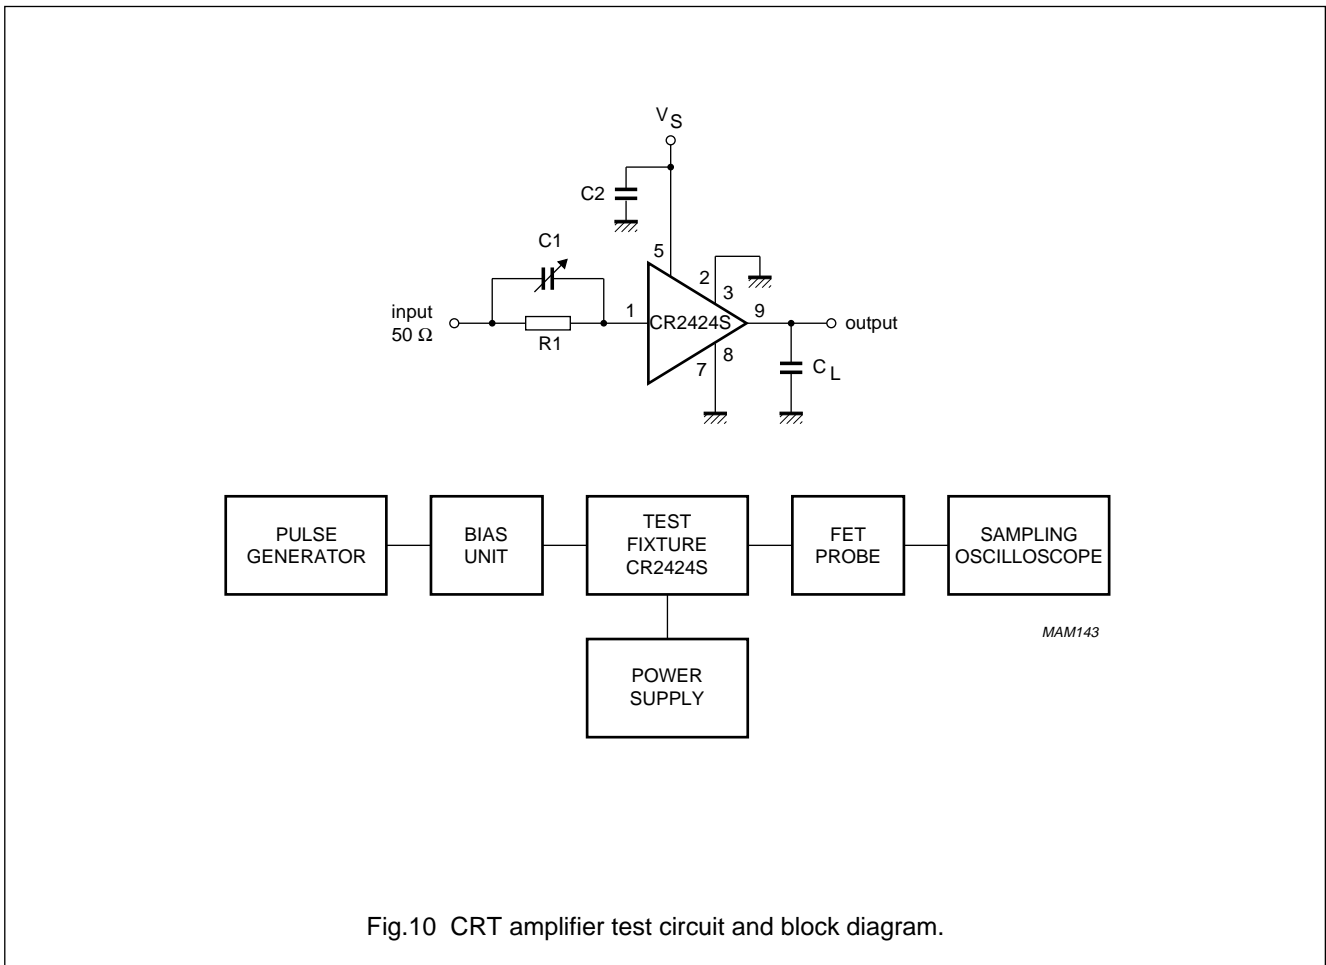 V S
C2
5
C1
2
3
input
50 Ω
1
CR2424S
9
output
R1
7
8
C L
PULSE
GENERATOR
BIAS
UNIT
TEST
FIXTURE
CR2424S
FET
PROBE
SAMPLING
OSCILLOSCOPE
MAM143
POWER
SUPPLY
Fig.10 CRT amplifier test circuit and block diagram.